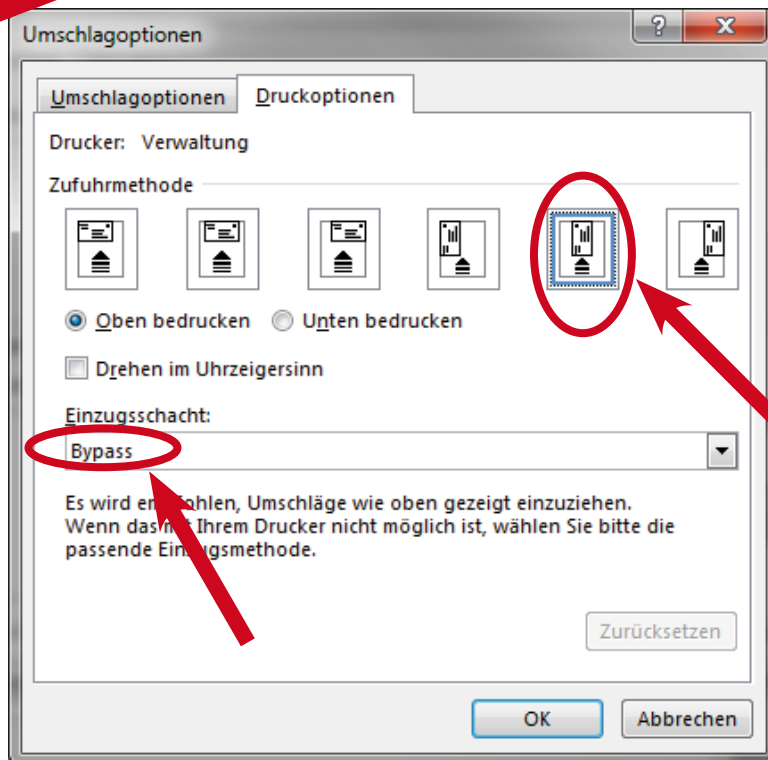 Umschlagoptionen
Umschlagoptionen Druckoptionen
Drucker: Verwaltung
Zufuhrmethode
Oben bedrucken Unten bedrucken
Drehen im Uhrzeigersinn
Einzugsschacht:
Bypass
Es wird Umschläge wie oben gezeigt einzuziehen.
Wenn das Ihrem Drucker nicht möglich ist, wählen Sie bitte die
passende
Zurücksetzen
OK Abbrechen